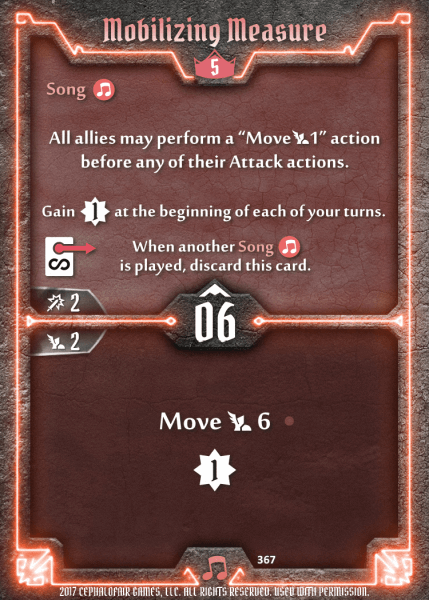 Mobilizing Measure
5
Song
All allies may perform a “Move 1” action
before any of their Attack actions.
Gain 1 at the beginning of each of your turns.
S
When another Song
is played, discard this card.
2
06
2
Move 6
1
367
2017 CEPHALOFAIR GAMES, LLC. ALL RIGHTS RESERVED. USED WITH PERMISSION.